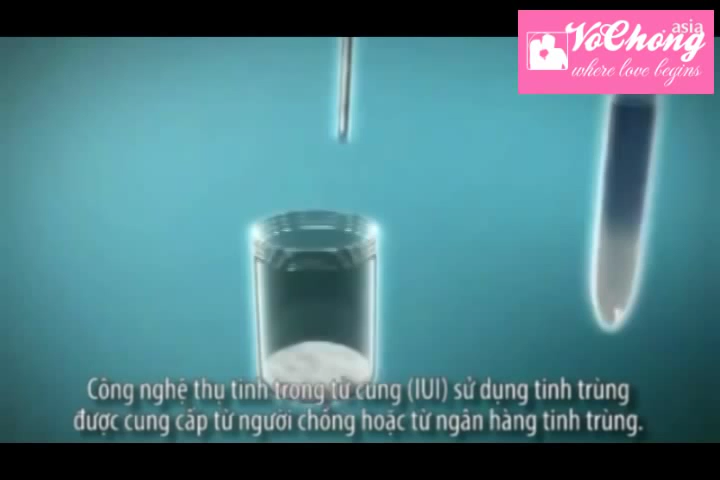 asia
VoChong
where love begins
Công nghệ thụ tinh trong tử cung (IUI) sử dụng tinh trùng
được cung cấp từ người chồng hoặc từ ngân hàng tinh trùng.